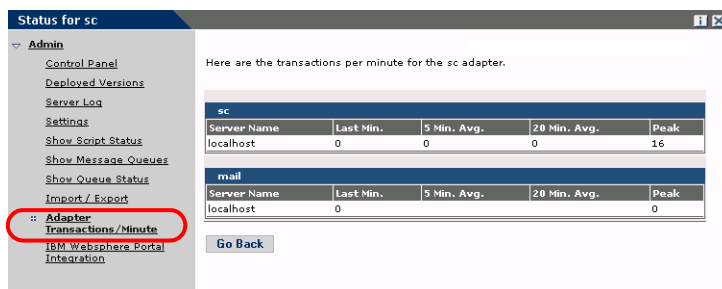 Status for sc
Admin
Control Panel
Deployed Versions
Server Log
Settings
Show Script Status
Show Message Queues
Show Queue Status
Import / Export
Adapter
Transactions/Minute
IBM Websphere Portal
Integration
Here are the transactions per minute for the sc adapter.
sc
Server Name Last Min. 5 Min. Avg. 20 Min. Avg. Peak
localhost 0 0 0 16
mail
Server Name Last Min. 5 Min. Avg. 20 Min. Avg. Peak
localhost 0 0
Go Back